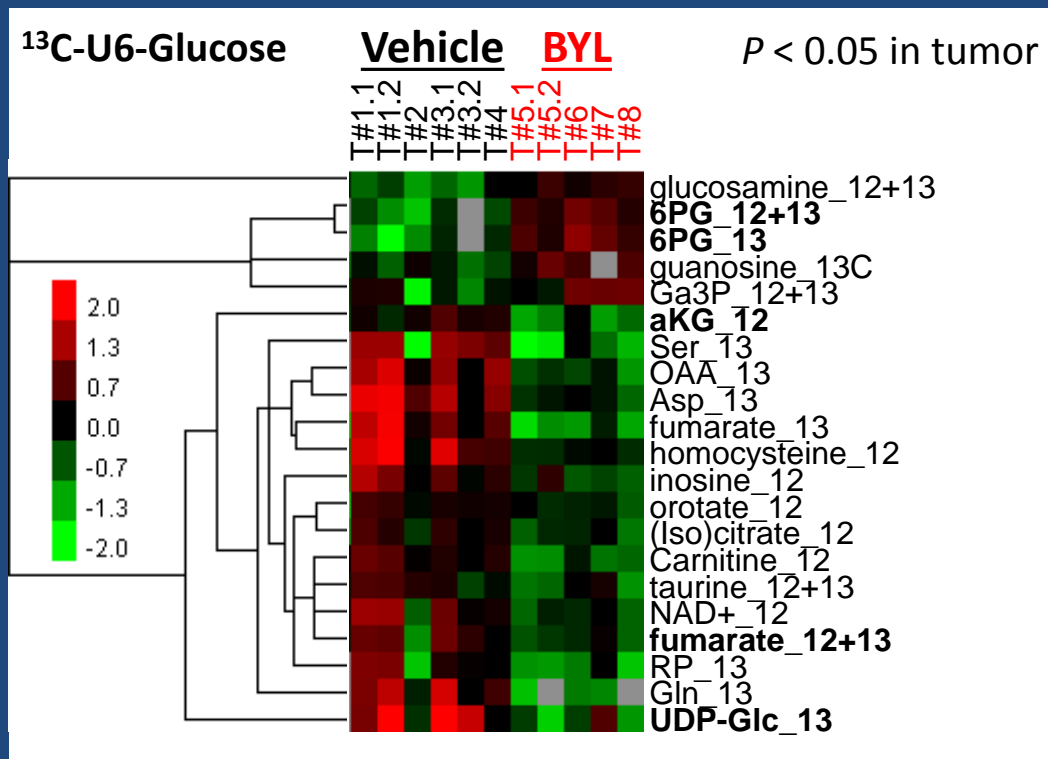 ¹³C-U6-Glucose Vehicle BYL P < 0.05 in tumor
T#1.1 T#1.2 T#2 T#3.1 T#3.2 T#4 T#5.1 T#5.2 T#6 T#7 T#8
glucosamine_12+13
6PG_12+13
6PG_13
guanosine_13C
Ga3P_12+13
aKG_12
Ser_13
OAA_13
Asp_13
fumarate_13
homocysteine_12
inosine_12
orotate_12
(Iso)citrate_12
Carnitine_12
taurine_12+13
NAD+_12
fumarate_12+13
RP_13
Gln_13
UDP-Glc_13
2.0
1.3
0.7
0.0
-0.7
-1.3
-2.0